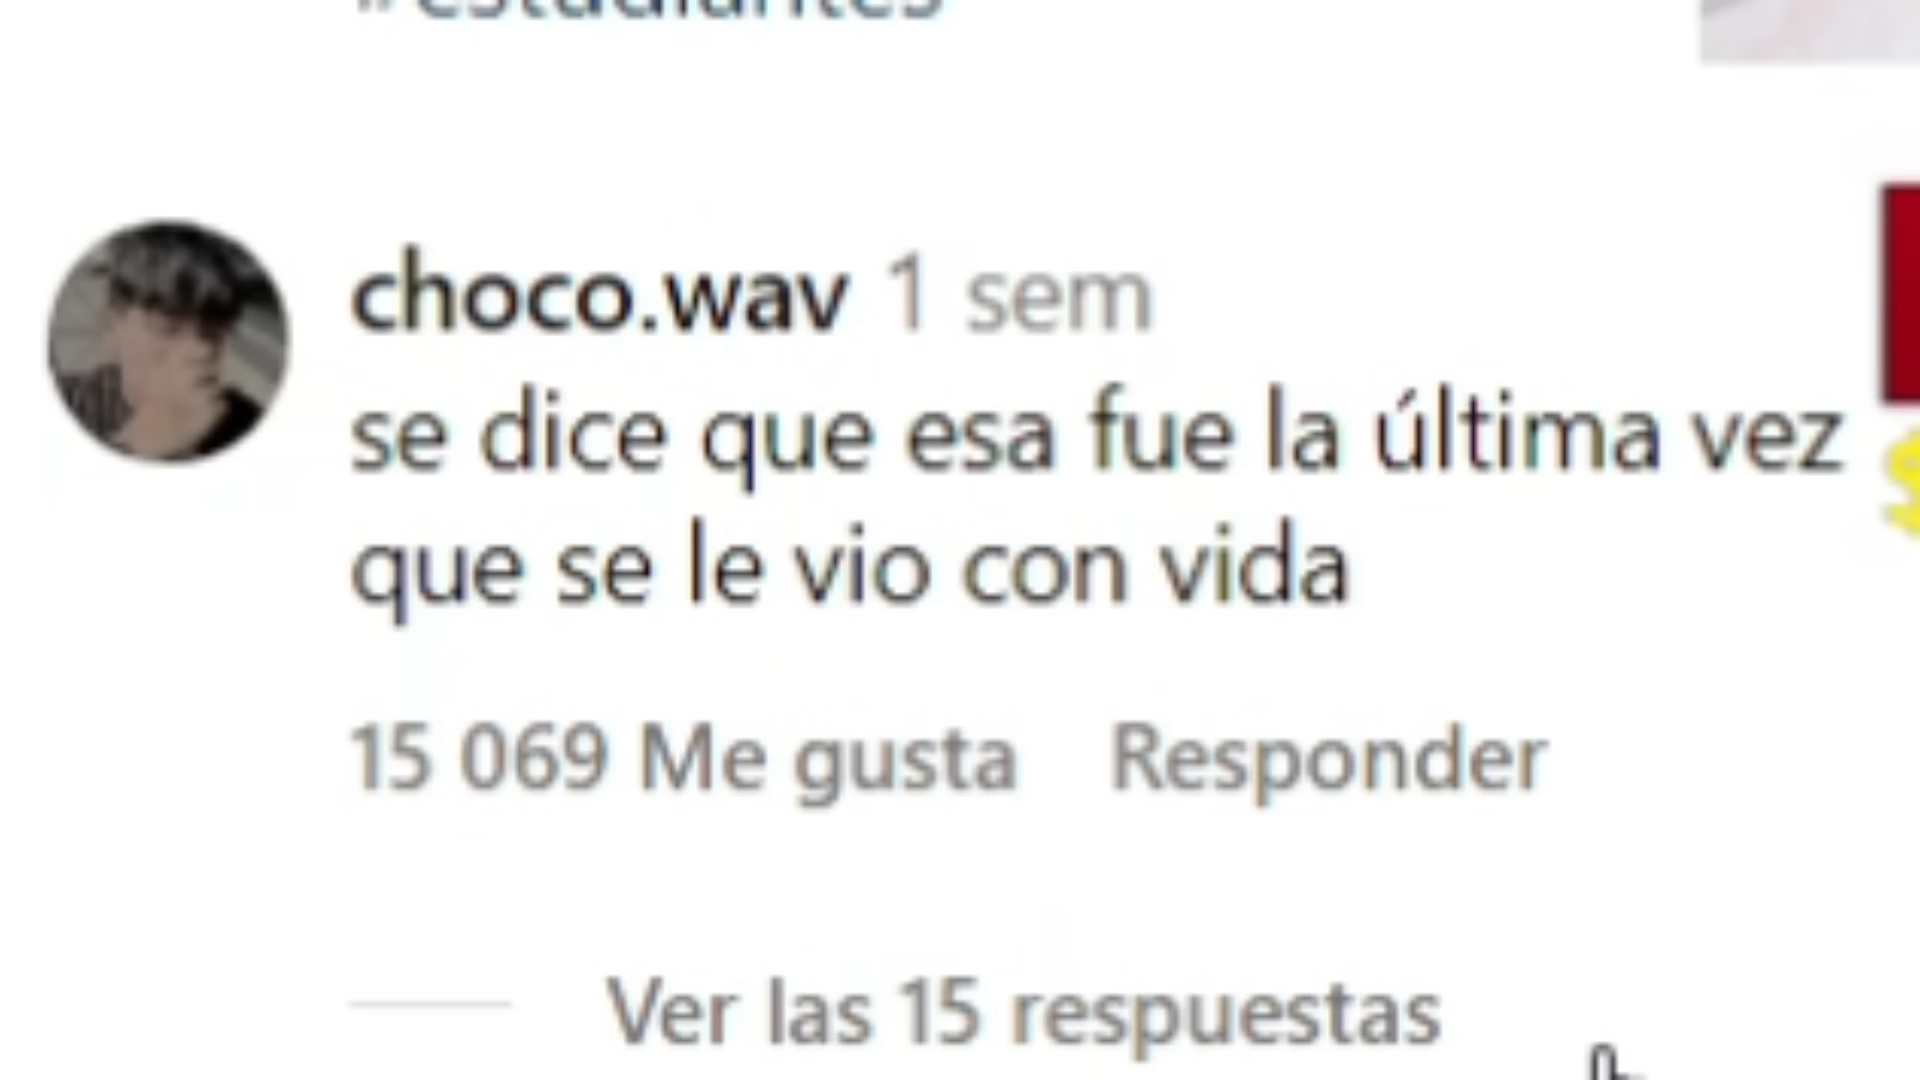 #estudiantes
choco.wav 1 sem
se dice que esa fue la última vez
que se le vio con vida
15 069 Me gusta Responder
Ver las 15 respuestas